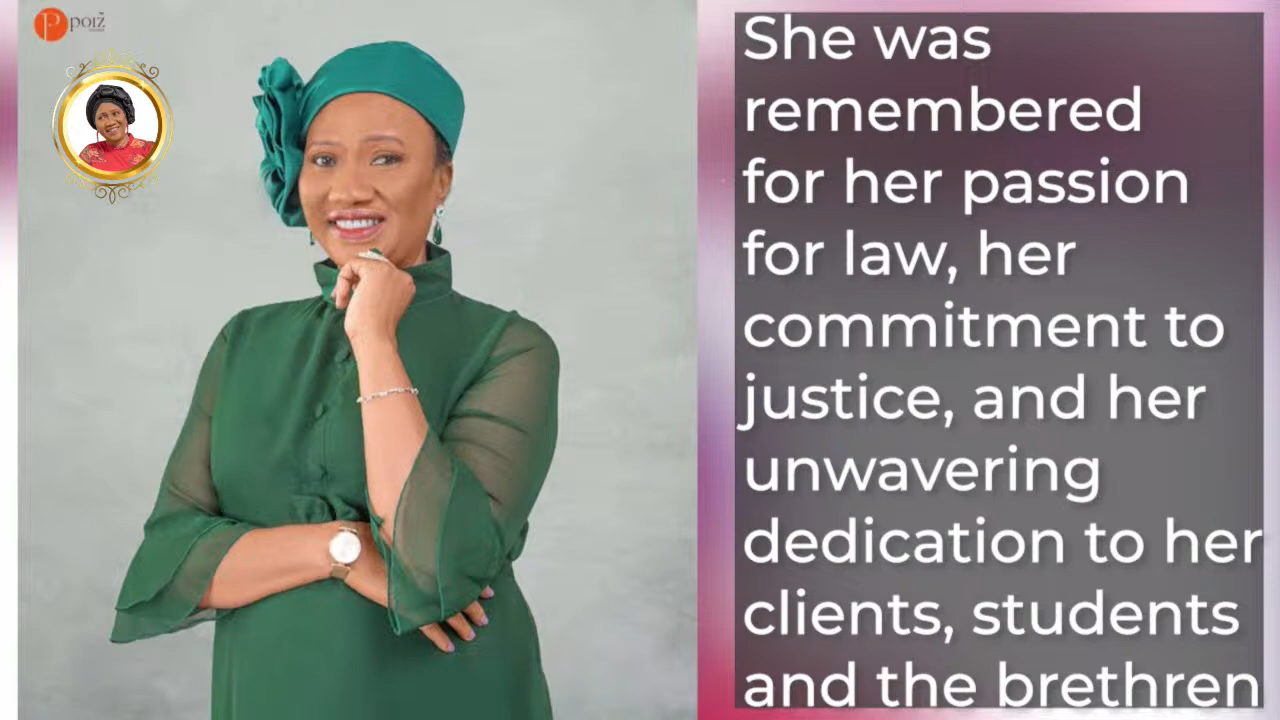 poiz
She was
remembered
for her passion
for law, her
commitment to
justice, and her
unwavering
dedication to her
clients, students
and the brethren